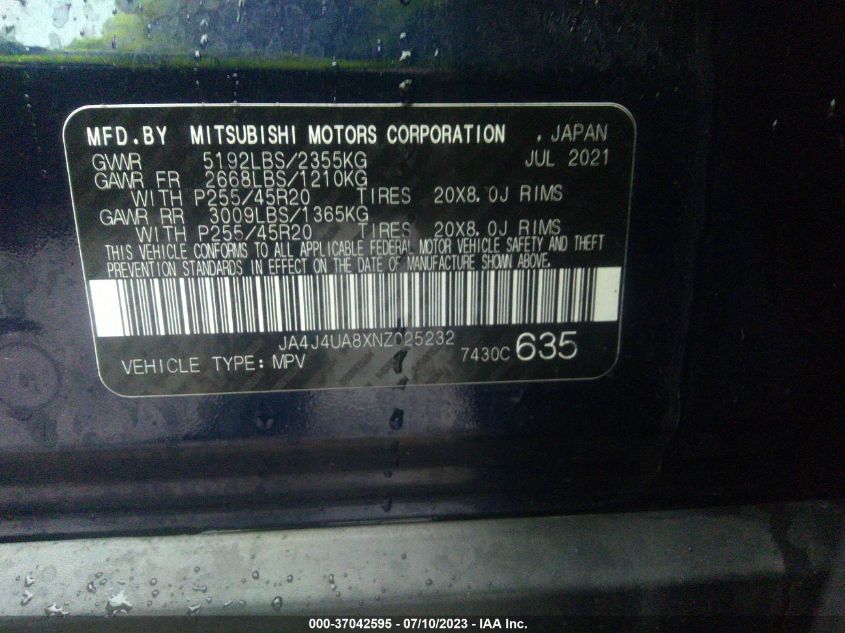 MFD.BY MITSUBISHI MOTORS CORPORATION . JAPAN
GVWR 5192LBS/2355KG JUL 2021
GAWR FR 2668LBS/1210KG
WITH P255/45R20 TIRES 20X8.0J RIMS
GAWR RR 3009LBS/1365KG
WITH P255/45R20 TIRES 20X8.0J RIMS
THIS VEHICLE CONFORMS TO ALL APPLICABLE FEDERAL MOTOR VEHICLE SAFETY AND THEFT
PREVENTION STANDARDS IN EFFECT ON THE DATE OF MANUFACTURE SHOWN ABOVE.
JA4J4UA8XNZ025232
VEHICLE TYPE: MPV 7430C 635
000-37042595 - 07/10/2023 - IAA Inc.